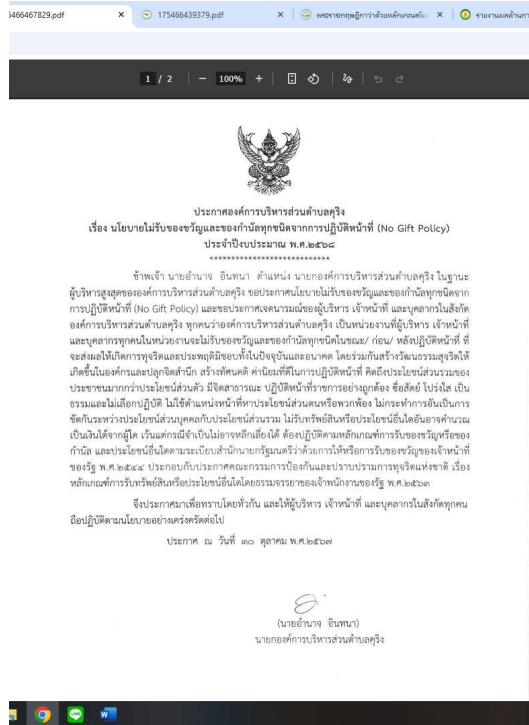 5466467829.pdf
175466439379.pdf
พระราชกฤษฎีกาว่าด้วยหลักเกณฑ์
รายงานผลด้านกา
1 / 2
100%
ประกาศองค์การบริหารส่วนตำบลคุริง
เรื่อง นโยบายไม่รับของขวัญและของกำนัลทุกชนิดจากการปฏิบัติหน้าที่ (No Gift Policy)
ประจำปีงบประมาณ พ.ศ.๒๕๖๘
****************************
ข้าพเจ้า นายอำนาจ อินทนา ตำแหน่ง นายกองค์การบริหารส่วนตำบลคุริง ในฐานะ
ผู้บริหารสูงสุดขององค์การบริหารส่วนตำบลคุริง ขอประกาศนโยบายไม่รับของขวัญและของกำนัลทุกชนิดจาก
การปฏิบัติหน้าที่ (No Gift Policy) และขอประกาศเจตนารมณ์ของผู้บริหาร เจ้าหน้าที่ และบุคลากรในสังกัด
องค์การบริหารส่วนตำบลคุริง ทุกคนว่าองค์การบริหารส่วนตำบลคุริง เป็นหน่วยงานที่ผู้บริหาร เจ้าหน้าที่
และบุคลากรทุกคนในหน่วยงานจะไม่รับของขวัญและของกำนัลทุกชนิดในขณะ/ ก่อน/ หลังปฏิบัติหน้าที่ ที่
จะส่งผลให้เกิดการทุจริตและประพฤติมิชอบทั้งในปัจจุบันและอนาคต โดยร่วมกันสร้างวัฒนธรรมสุจริตให้
เกิดขึ้นในองค์กรและปลูกจิตสำนึก สร้างทัศนคติ ค่านิยมที่ดีในการปฏิบัติหน้าที่ คิดถึงประโยชน์ส่วนรวมของ
ประชาชนมากกว่าประโยชน์ส่วนตัว มีจิตสาธารณะ ปฏิบัติหน้าที่ราชการอย่างถูกต้อง ซื่อสัตย์ โปร่งใส เป็น
ธรรมและไม่เลือกปฏิบัติ ไม่ใช้ตำแหน่งหน้าที่หาประโยชน์ส่วนตนหรือพวกพ้อง ไม่กระทำการอันเป็นการ
ขัดกันระหว่างประโยชน์ส่วนบุคคลกับประโยชน์ส่วนรวม ไม่รับทรัพย์สินหรือประโยชน์อื่นใดอันอาจคำนวณ
เป็นเงินได้จากผู้ใด เว้นแต่กรณีจำเป็นไม่อาจหลีกเลี่ยงได้ ต้องปฏิบัติตามหลักเกณฑ์การรับของขวัญหรือของ
กำนัล และประโยชน์อื่นใดตามระเบียบสำนักนายกรัฐมนตรีว่าด้วยการให้หรือการรับของขวัญของเจ้าหน้าที่
ของรัฐ พ.ศ.๒๕๔๔ ประกอบกับประกาศคณะกรรมการป้องกันและปราบปรามการทุจริตแห่งชาติ เรื่อง
หลักเกณฑ์การรับทรัพย์สินหรือประโยชน์อื่นใดโดยธรรมจรรยาของเจ้าพนักงานของรัฐ พ.ศ.๒๕๖๓
จึงประกาศมาเพื่อทราบโดยทั่วกัน และให้ผู้บริหาร เจ้าหน้าที่ และบุคลากรในสังกัดทุกคน
ถือปฏิบัติตามนโยบายอย่างเคร่งครัดต่อไป
ประกาศ ณ วันที่ ๓๐ ตุลาคม พ.ศ.๒๕๖๗
(นายอำนาจ อินทนา)
นายกองค์การบริหารส่วนตำบลคุริง